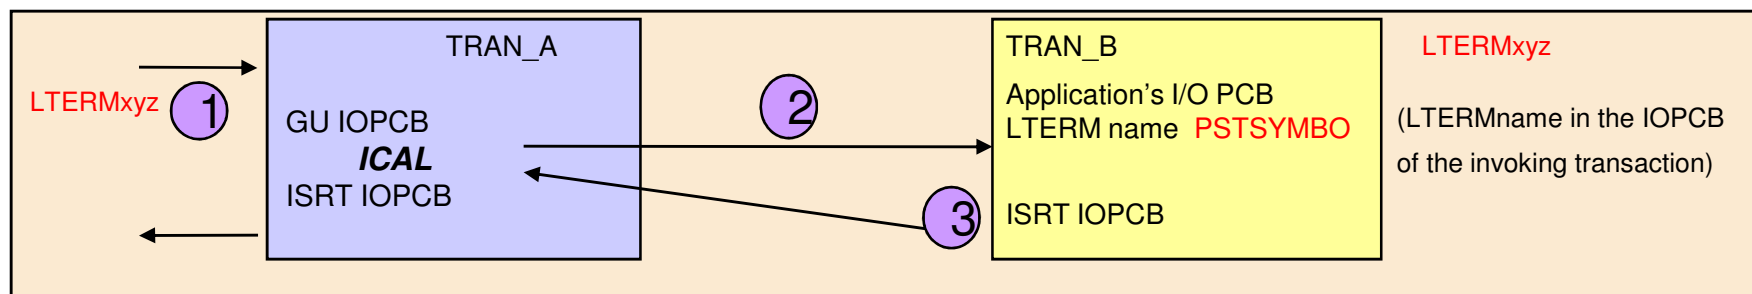 LTERMxyz
1
TRAN_A
GU IOPCB
ICAL
ISRT IOPCB
2
3
TRAN_B
Application's I/O PCB
LTERM name PSTSYMBO
ISRT IOPCB
LTERMxyz
(LTERMname in the IOPCB
of the invoking transaction)